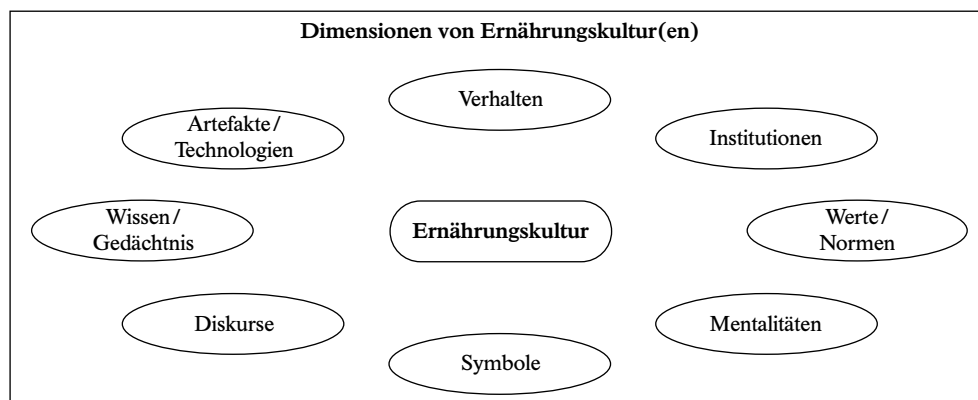 Dimensionen von Ernährungskultur(en)
Verhalten
Artefakte/
Technologien
Institutionen
Wissen/
Gedächtnis
Ernährungskultur
Werte/
Normen
Diskurse
Mentalitäten
Symbole